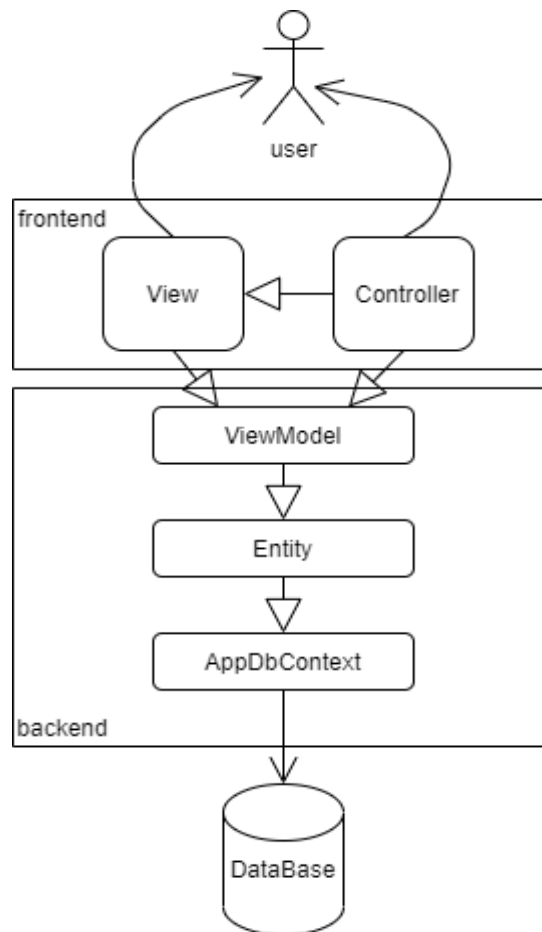 user
frontend
View
Controller
ViewModel
Entity
AppDbContext
backend
DataBase